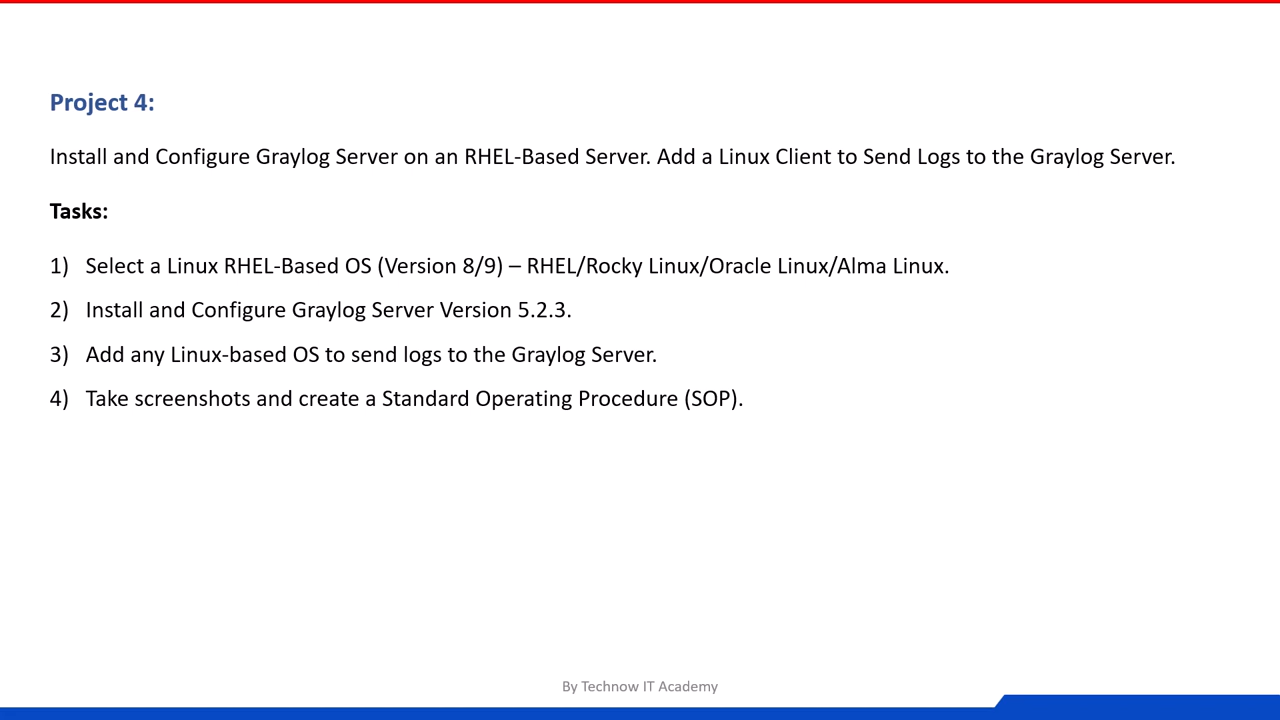 Project 4:
Install and Configure Graylog Server on an RHEL-Based Server. Add a Linux Client to Send Logs to the Graylog Server.
Tasks:
1) Select a Linux RHEL-Based OS (Version 8/9) – RHEL/Rocky Linux/Oracle Linux/Alma Linux.
2) Install and Configure Graylog Server Version 5.2.3.
3) Add any Linux-based OS to send logs to the Graylog Server.
4) Take screenshots and create a Standard Operating Procedure (SOP).
By Technow IT Academy